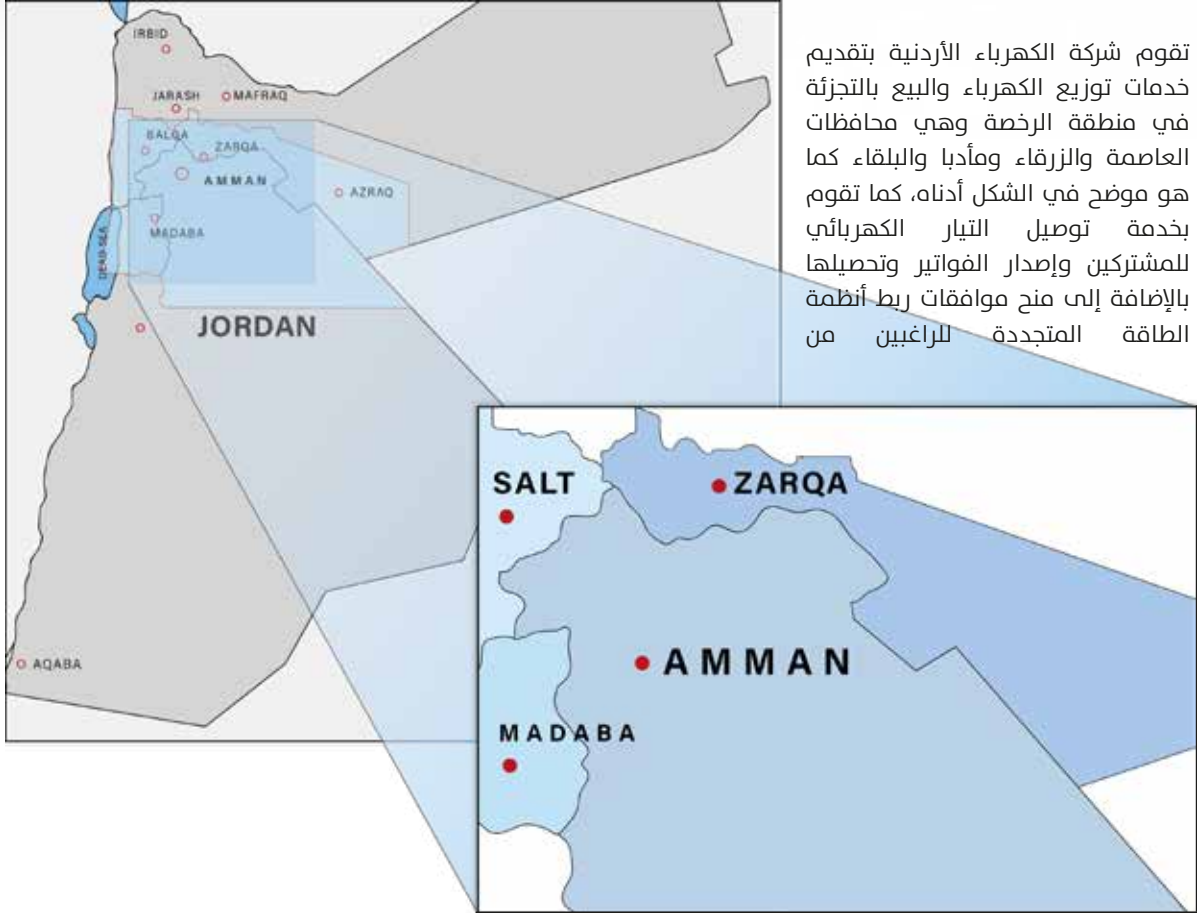 تقوم شركة الكهرباء الأردنية بتقديم
خدمات توزيع الكهرباء والبيع بالتجزئة
في منطقة الرخصة وهي محافظات
العاصمة والزرقاء ومأدبا والبلقاء كما
هو موضح في الشكل أدناه، كما تقوم
بخدمة توصيل التيار الكهربائي
للمشتركين وإصدار الفواتير وتحصيلها
بالإضافة إلى منح موافقات ربط أنظمة
الطاقة المتجددة للراغبين من
IRBID
JARASH
MAFRAQ
BALQA
ZARQA
AMMAN
AZRAQ
MADABA
DEAD SEA
JORDAN
AQABA
SALT
ZARQA
AMMAN
MADABA